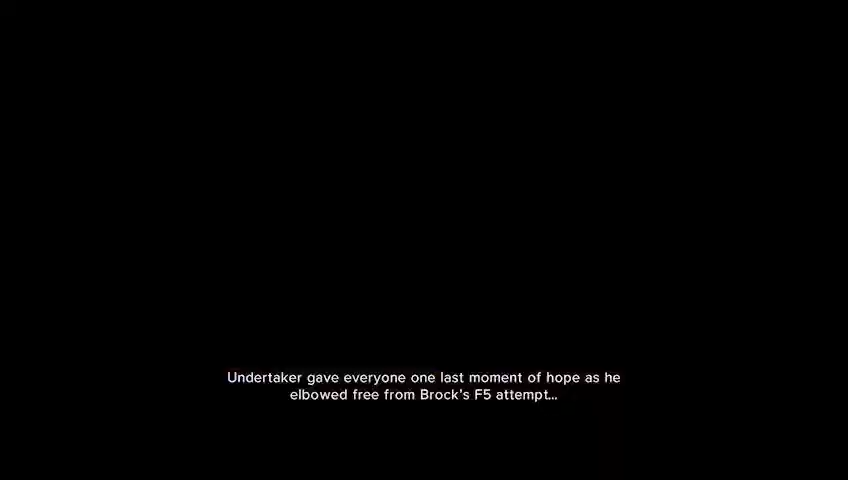 Undertaker gave everyone one last moment of hope as he
elbowed free from Brock's F5 attempt...